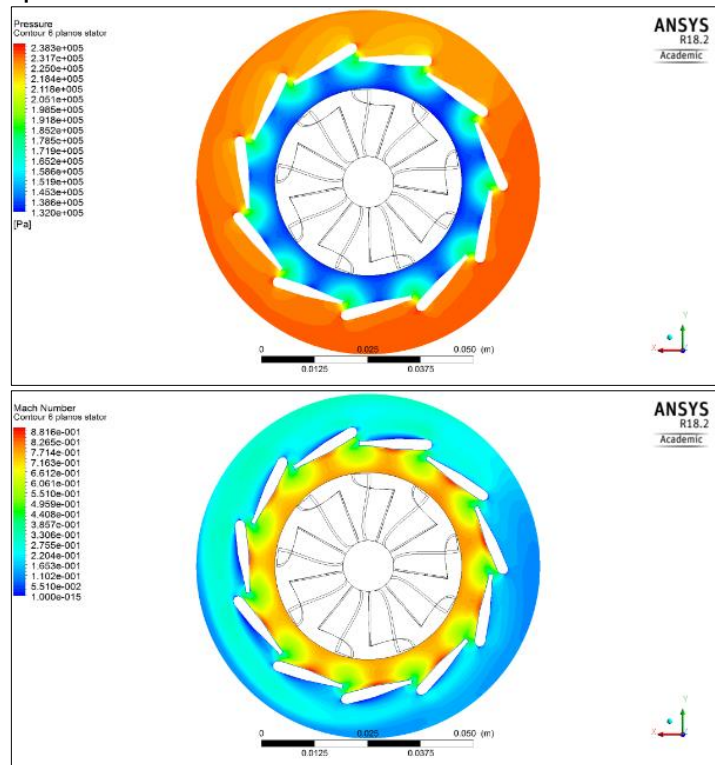 Pressure
Contour 6 planos stator
2.383e+005
2.317e+005
2.250e+005
2.184e+005
2.117e+005
2.051e+005
1.985e+005
1.918e+005
1.852e+005
1.785e+005
1.719e+005
1.652e+005
1.586e+005
1.519e+005
1.453e+005
1.386e+005
1.320e+005
[Pa]
ANSYS
R18.2
Academic
0 0.025 0.050 (m)
0.0125 0.0375
Y
X
Z
Mach Number
Contour 6 planos stator
8.816e-001
8.265e-001
7.714e-001
7.163e-001
6.612e-001
6.061e-001
5.510e-001
4.959e-001
4.408e-001
3.857e-001
3.306e-001
2.755e-001
2.204e-001
1.653e-001
1.102e-001
5.510e-002
1.000e-015
ANSYS
R18.2
Academic
0 0.025 0.050 (m)
0.0125 0.0375
Y
X
Z